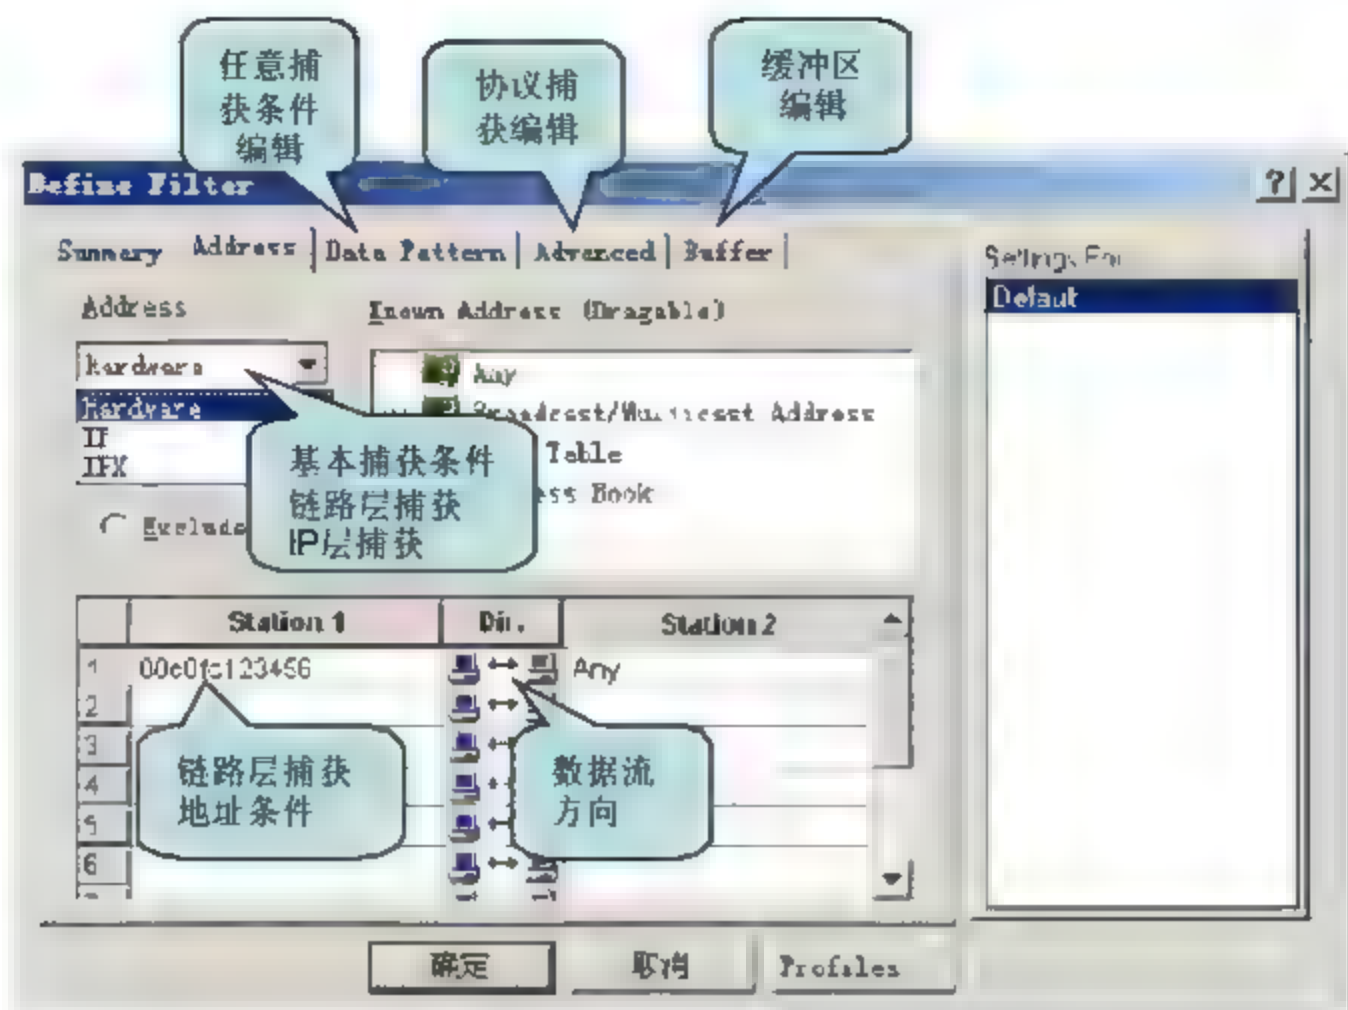 任意捕
获条件
编辑
协议捕
获编辑
缓冲区
编辑
Define Filter
Summary Address Data Pattern Advanced Buffer
Settings For
Address
Known Address (Dragable)
Default
Hardware
Any
Hardware
Broadcast/Multicast Address
IP
IPX
Table
ess Book
基本捕获条件
链路层捕获
IP层捕获
Exclude
Station 1 Dir. Station 2
1 00e0fc123456 Any
2
3
4
5
6
链路层捕获
地址条件
数据流
方向
确定 取消 Profiles